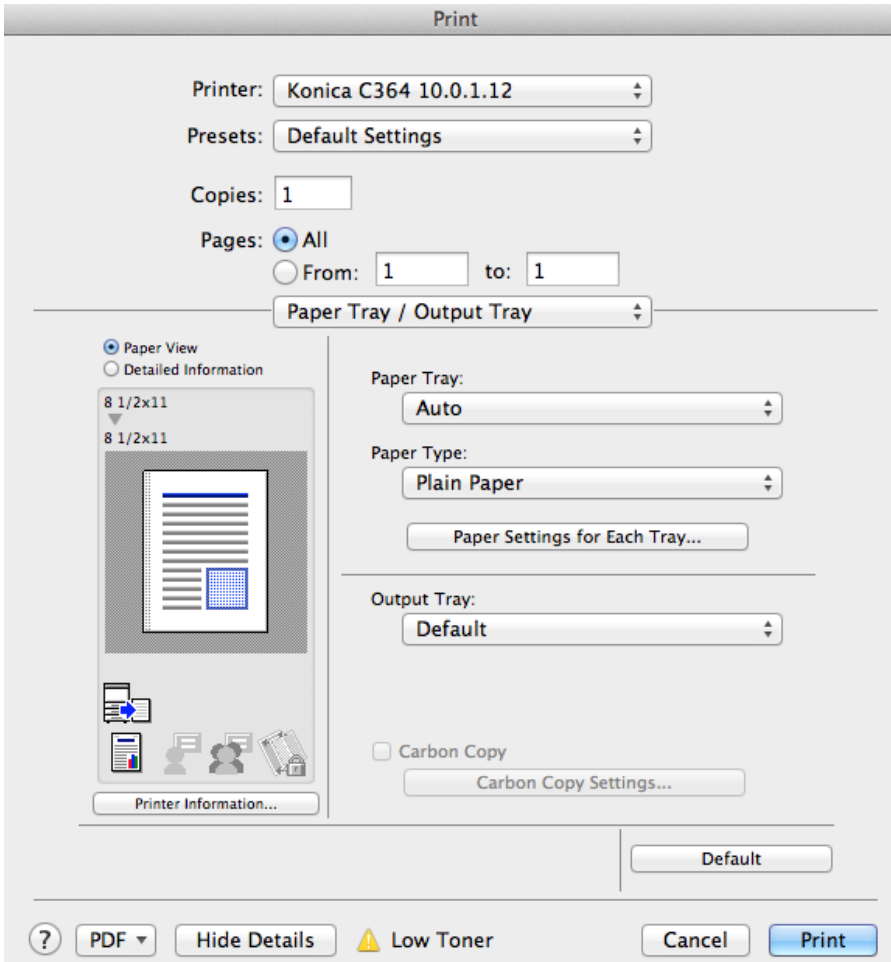 Print
Printer: Konica C364 10.0.1.12
Presets: Default Settings
Copies: 1
Pages: All
From: 1 to: 1
Paper Tray / Output Tray
Paper View
Detailed Information
8 1/2x11
8 1/2x11
Paper Tray:
Auto
Paper Type:
Plain Paper
Paper Settings for Each Tray...
Output Tray:
Default
Carbon Copy
Carbon Copy Settings...
Printer Information...
Default
? PDF Hide Details Low Toner Cancel Print